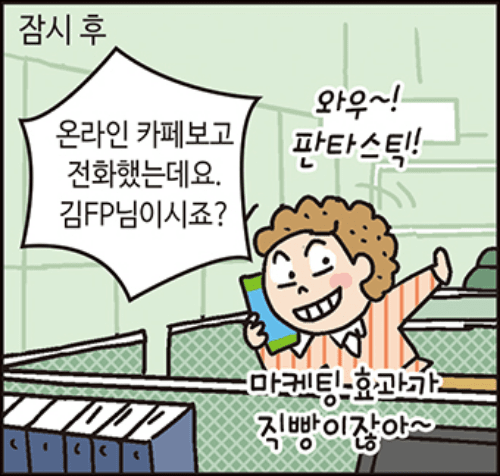 잠시 후
온라인 카페보고
전화했는데요.
김FP님이시죠?
와우~!
판타스틱!
마케팅 효과가
직빵이잖아~